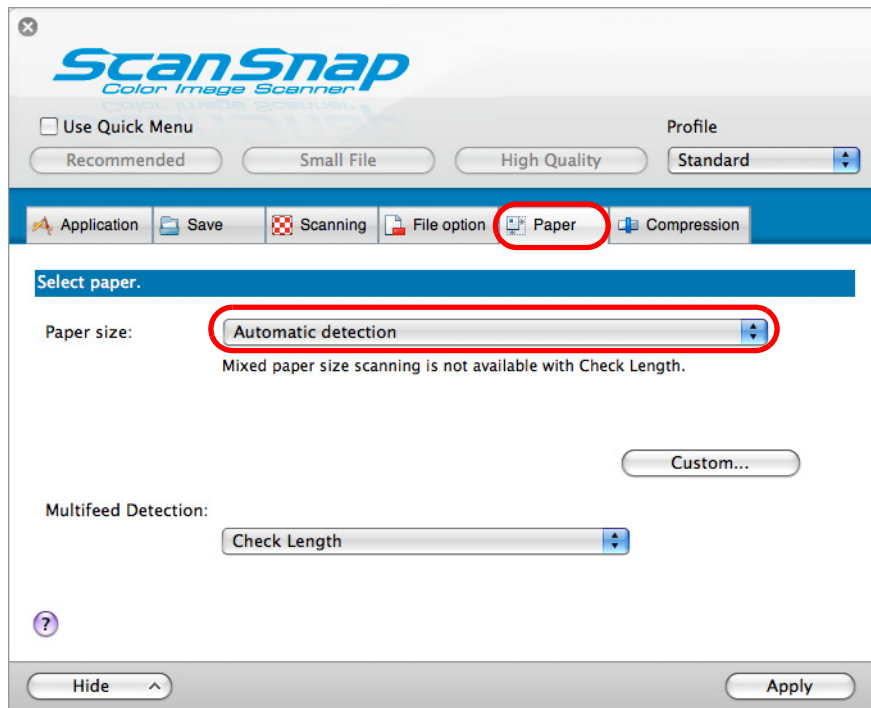 ScanSnap
Color Image Scanner
Use Quick Menu
Profile
Recommended
Small File
High Quality
Standard
Application
Save
Scanning
File option
Paper
Compression
Select paper.
Paper size:
Automatic detection
Mixed paper size scanning is not available with Check Length.
Custom...
Multifeed Detection:
Check Length
?
Hide
Apply